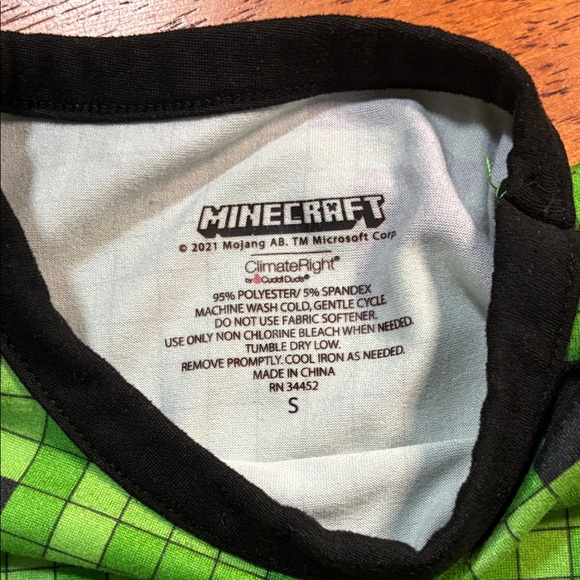 MINECRAFT
© 2021 Mojang AB. TM Microsoft Corp
ClimateRight®
by Cuddl Duds®
95% POLYESTER/ 5% SPANDEX
MACHINE WASH COLD, GENTLE CYCLE
DO NOT USE FABRIC SOFTENER.
USE ONLY NON CHLORINE BLEACH WHEN NEEDED.
TUMBLE DRY LOW.
REMOVE PROMPTLY. COOL IRON AS NEEDED.
MADE IN CHINA
RN 34452
S